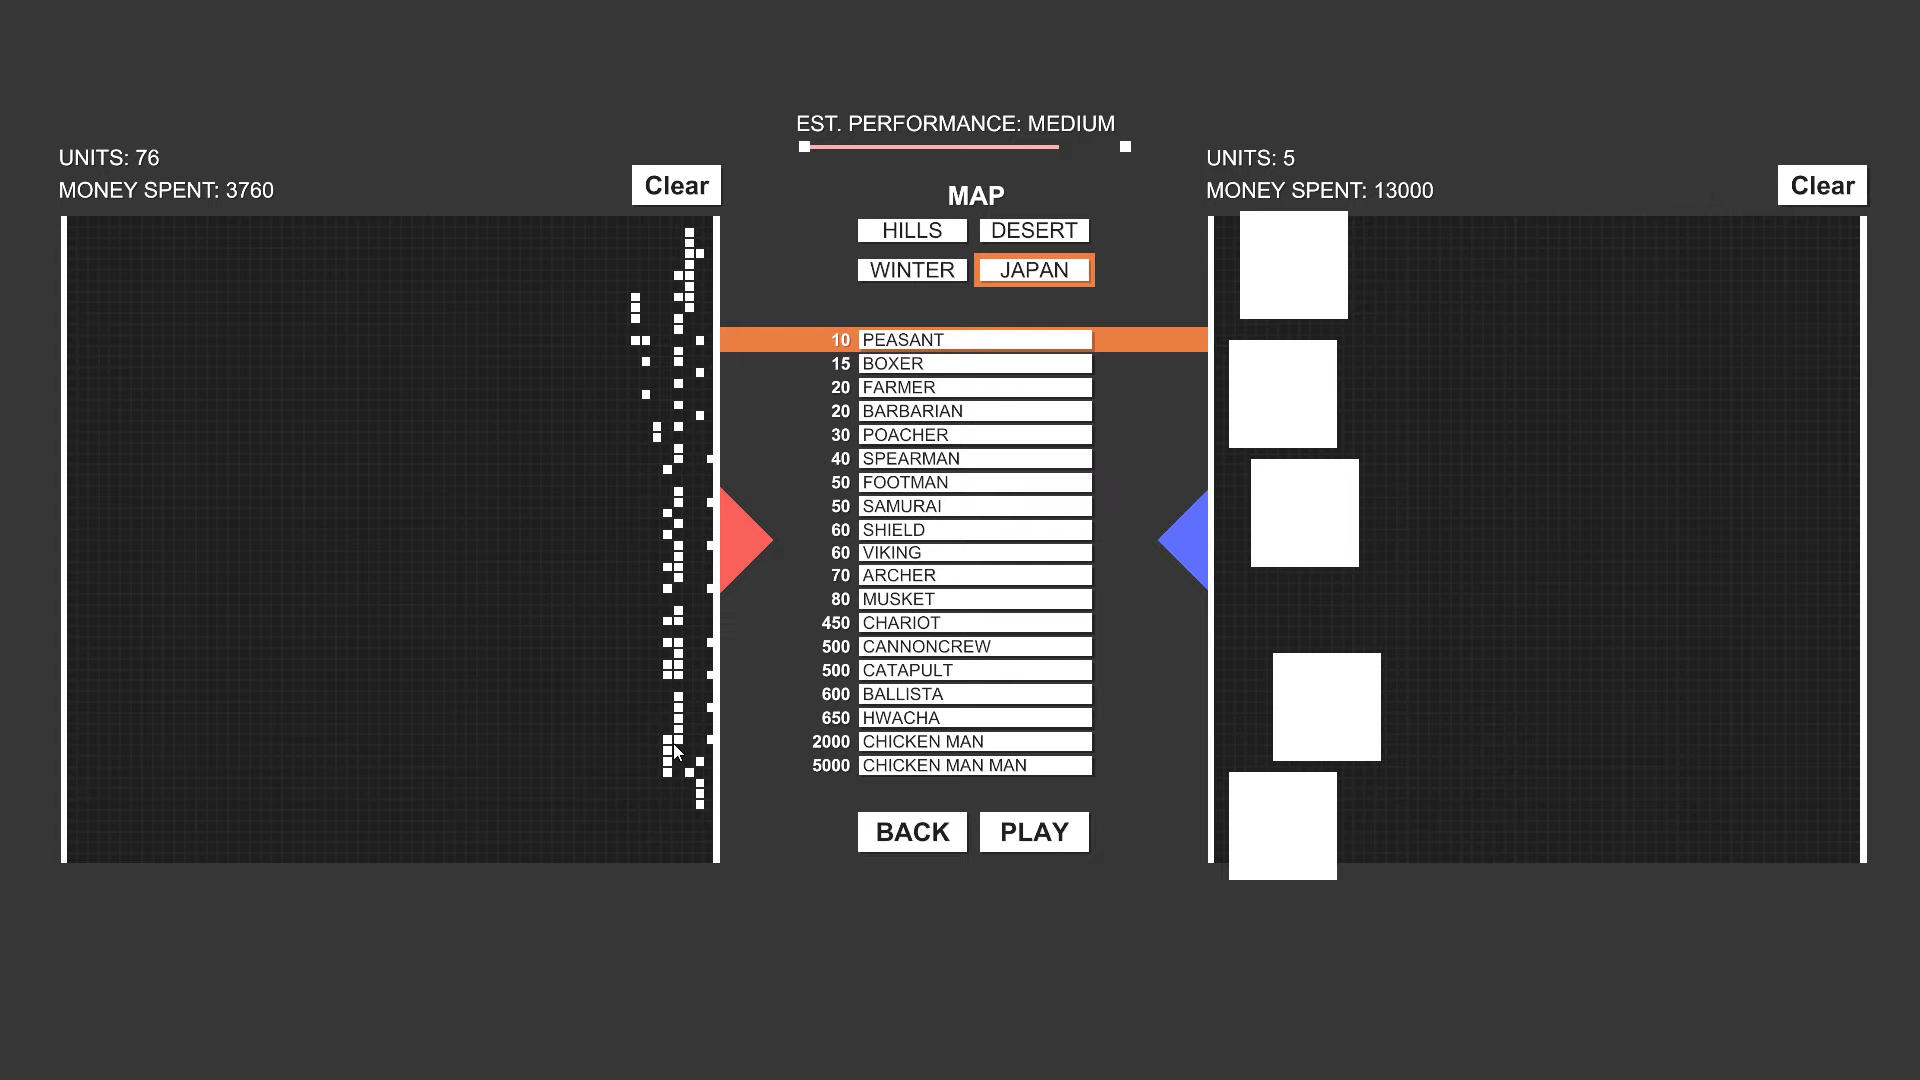 EST. PERFORMANCE: MEDIUM
UNITS: 76
MONEY SPENT: 3760
Clear
UNITS: 5
MONEY SPENT: 13000
Clear
MAP
HILLS DESERT
WINTER JAPAN
10 PEASANT
15 BOXER
20 FARMER
20 BARBARIAN
30 POACHER
40 SPEARMAN
50 FOOTMAN
50 SAMURAI
60 SHIELD
60 VIKING
70 ARCHER
80 MUSKET
450 CHARIOT
500 CANNONCREW
500 CATAPULT
600 BALLISTA
650 HWACHA
2000 CHICKEN MAN
5000 CHICKEN MAN MAN
BACK PLAY